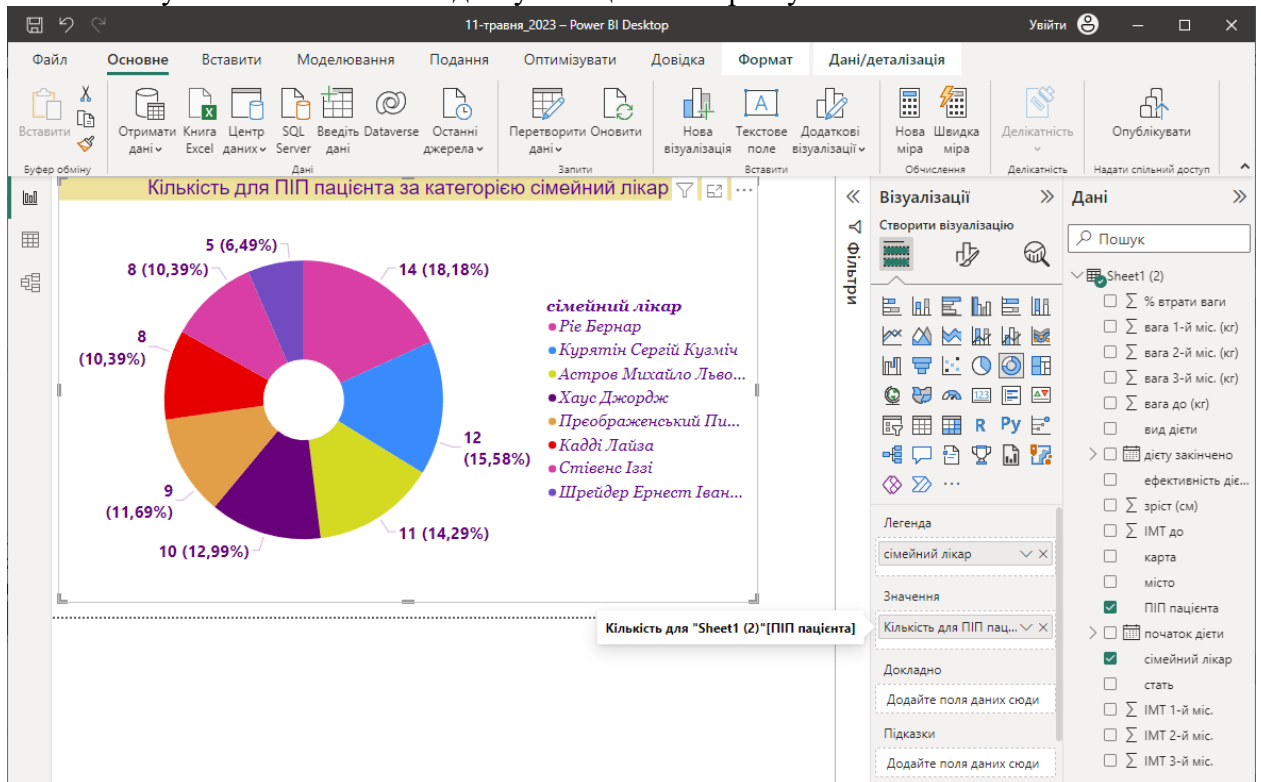 11-травня_2023 – Power BI Desktop
Увійти
Файл Основне Вставити Моделювання Подання Оптимізувати Довідка Формат Дані/деталізація
Вставити
Отримати дані
Книга Excel
Центр даних
SQL Server
Введіть дані
Dataverse
Останні джерела
Перетворити дані
Оновити
Нова візуалізація
Текстове поле
Додаткові візуалізації
Нова міра
Швидка міра
Делікатність
Опублікувати
Буфер обміну
Дані
Запити
Вставити
Обчислення
Делікатність
Надати спільний доступ
Кількість для ПІП пацієнта за категорією сімейний лікар
5 (6,49%)
8 (10,39%)
14 (18,18%)
8
(10,39%)
12
(15,58%)
9
(11,69%)
11 (14,29%)
10 (12,99%)
сімейний лікар
Ріе Бернар
Курятін Сергій Кузміч
Астров Михайло Льво...
Хаус Джордж
Прєображенський Пи...
Кадді Лайза
Стівенс Іззі
Шрейдер Ернест Іван...
Кількість для "Sheet1 (2)"[ПІП пацієнта]
Фільтри
Візуалізації
Створити візуалізацію
123
R
Py
Легенда
сімейний лікар
Значення
Кількість для ПІП пац...
Докладно
Додайте поля даних сюди
Підказки
Додайте поля даних сюди
Дані
Пошук
Sheet1 (2)
% втрати ваги
вага 1-й міс. (кг)
вага 2-й міс. (кг)
вага 3-й міс. (кг)
вага до (кг)
вид дієти
дієту закінчено
ефективність діє...
зріст (см)
ІМТ до
карта
місто
ПІП пацієнта
початок дієти
сімейний лікар
стать
ІМТ 1-й міс.
ІМТ 2-й міс.
ІМТ 3-й міс.